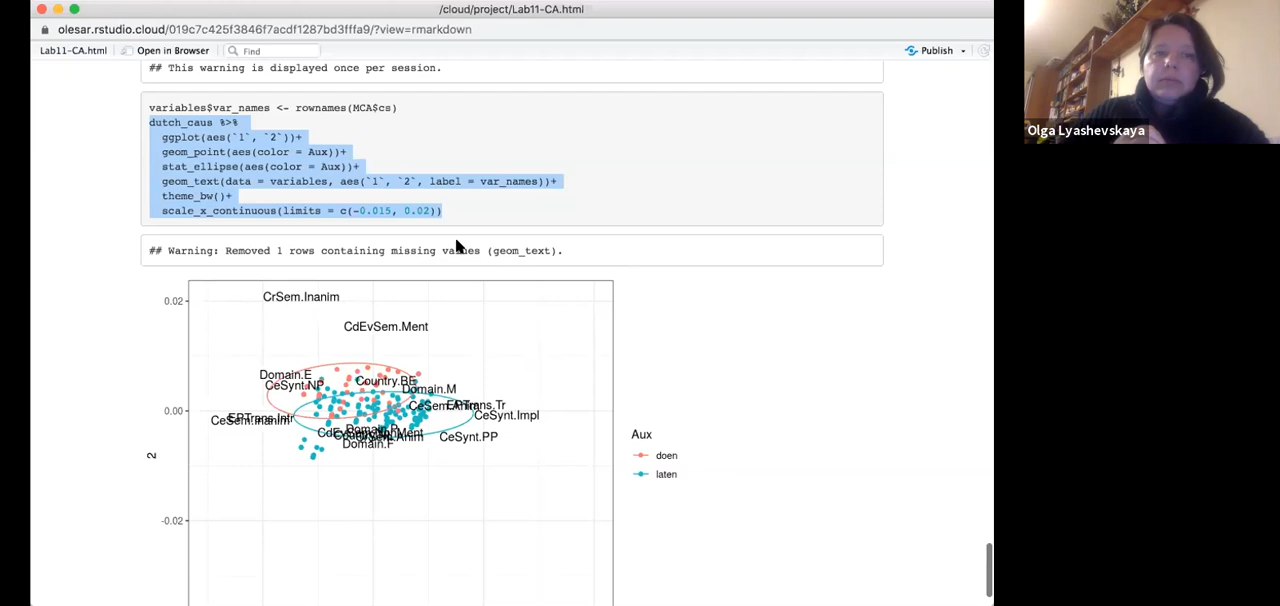 /cloud/project/Lab11-CA.html
olesar.rstudio.cloud/019c7c425f3846f7acdf1287bd3fffa9/?view=rmarkdown
Lab11-CA.html Open in Browser Find Publish
## This warning is displayed once per session.
variables$var_names <- rownames(MCA$cs)
dutch_caus %>%
ggplot(aes(`1`, `2`))+
geom_point(aes(color = Aux))+
stat_ellipse(aes(color = Aux))+
geom_text(data = variables, aes(`1`, `2`, label = var_names))+
theme_bw()+
scale_x_continuous(limits = c(-0.015, 0.02))
## Warning: Removed 1 rows containing missing values (geom_text).
0.02
CrSem.Inanim
CdEvSem.Ment
Domain.E
CeSynt.NP
Country.BE
Domain.M
EPTrans.Tr
CeSynt.Impl
0.00
EPTrans.Intr
CeSem.Inanim
CeSynt.PP
Domain.F
2
-0.02
Aux
doen
laten
Olga Lyashevskaya